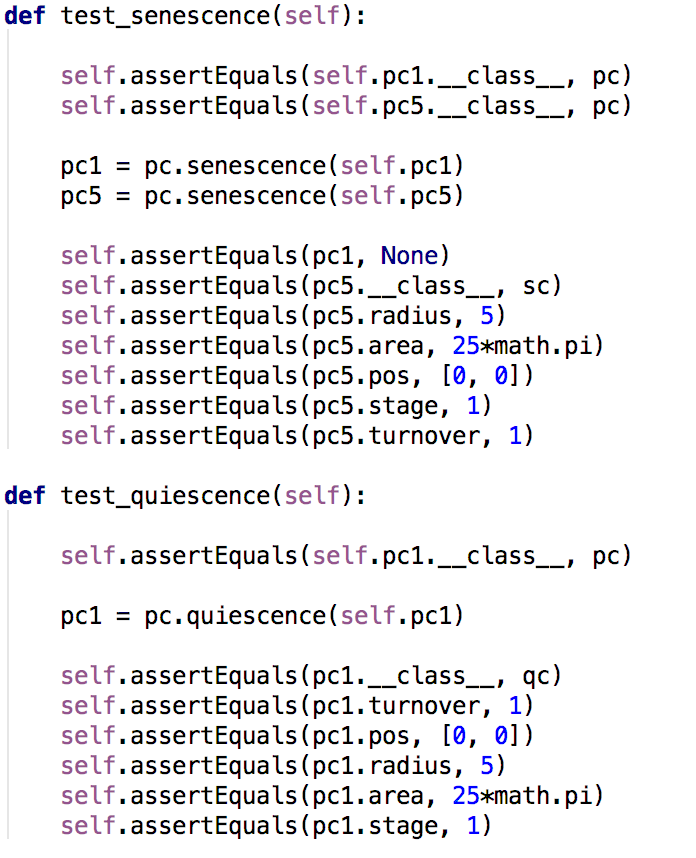 def test_senescence(self):
self.assertEquals(self.pc1.__class__, pc)
self.assertEquals(self.pc5.__class__, pc)
pc1 = pc.senescence(self.pc1)
pc5 = pc.senescence(self.pc5)
self.assertEquals(pc1, None)
self.assertEquals(pc5.__class__, sc)
self.assertEquals(pc5.radius, 5)
self.assertEquals(pc5.area, 25*math.pi)
self.assertEquals(pc5.pos, [0, 0])
self.assertEquals(pc5.stage, 1)
self.assertEquals(pc5.turnover, 1)
def test_quiescence(self):
self.assertEquals(self.pc1.__class__, pc)
pc1 = pc.quiescence(self.pc1)
self.assertEquals(pc1.__class__, qc)
self.assertEquals(pc1.turnover, 1)
self.assertEquals(pc1.pos, [0, 0])
self.assertEquals(pc1.radius, 5)
self.assertEquals(pc1.area, 25*math.pi)
self.assertEquals(pc1.stage, 1)